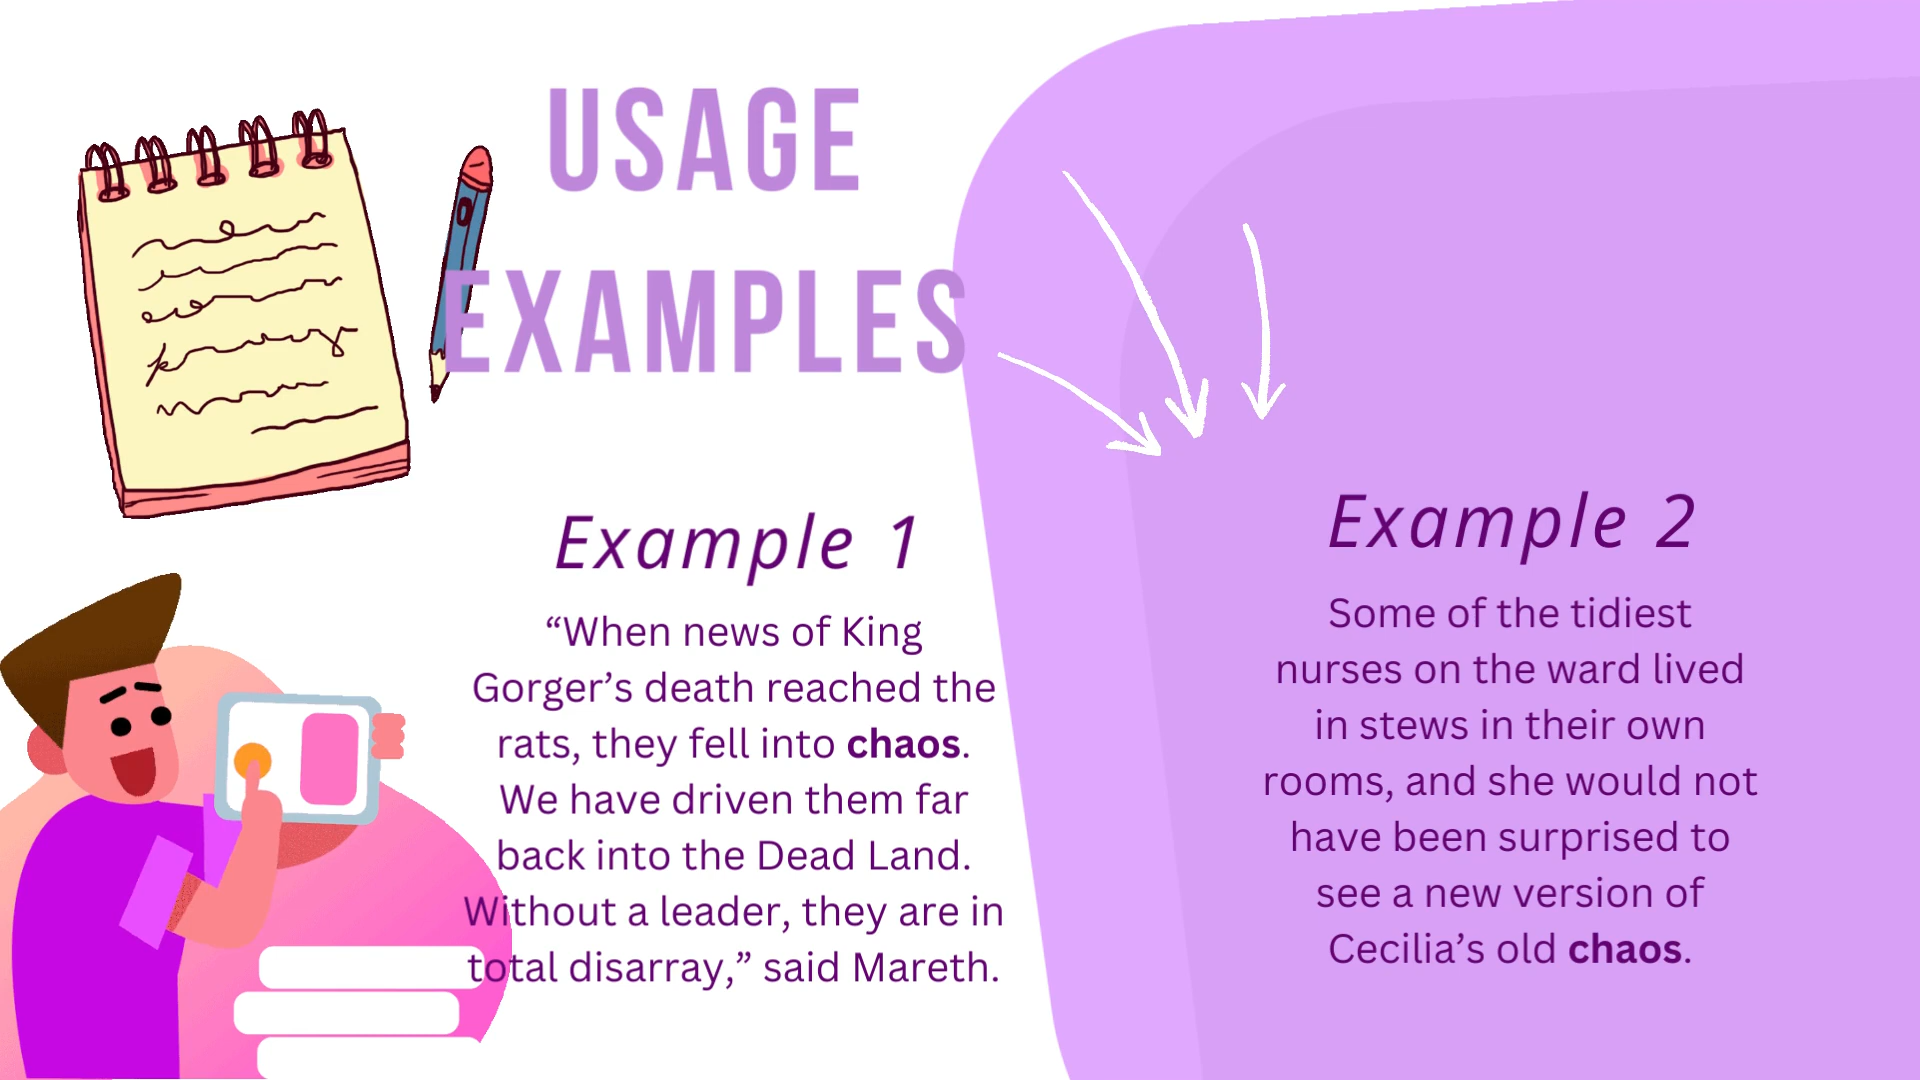 USAGE
EXAMPLES
Example 1
“When news of King
Gorger’s death reached the
rats, they fell into chaos.
We have driven them far
back into the Dead Land.
Without a leader, they are in
total disarray,” said Mareth.
Example 2
Some of the tidiest
nurses on the ward lived
in stews in their own
rooms, and she would not
have been surprised to
see a new version of
Cecilia’s old chaos.